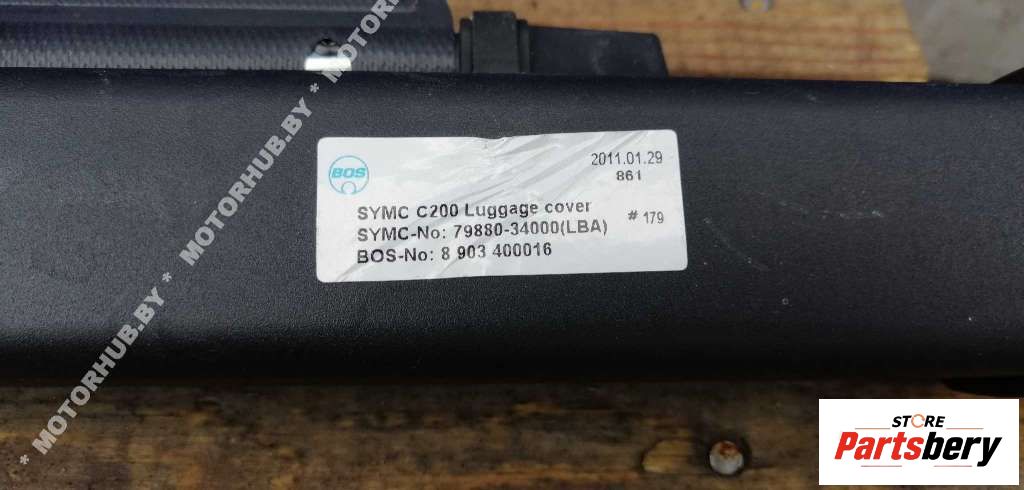 * MOTORHUB.BY * MOTORHUB.BY * MOTORHUB.BY *
BOS
2011.01.29
861
SYMC C200 Luggage cover
# 179
SYMC-No: 79880-34000(LBA)
BOS-No: 8 903 400016
STORE
Partsbery